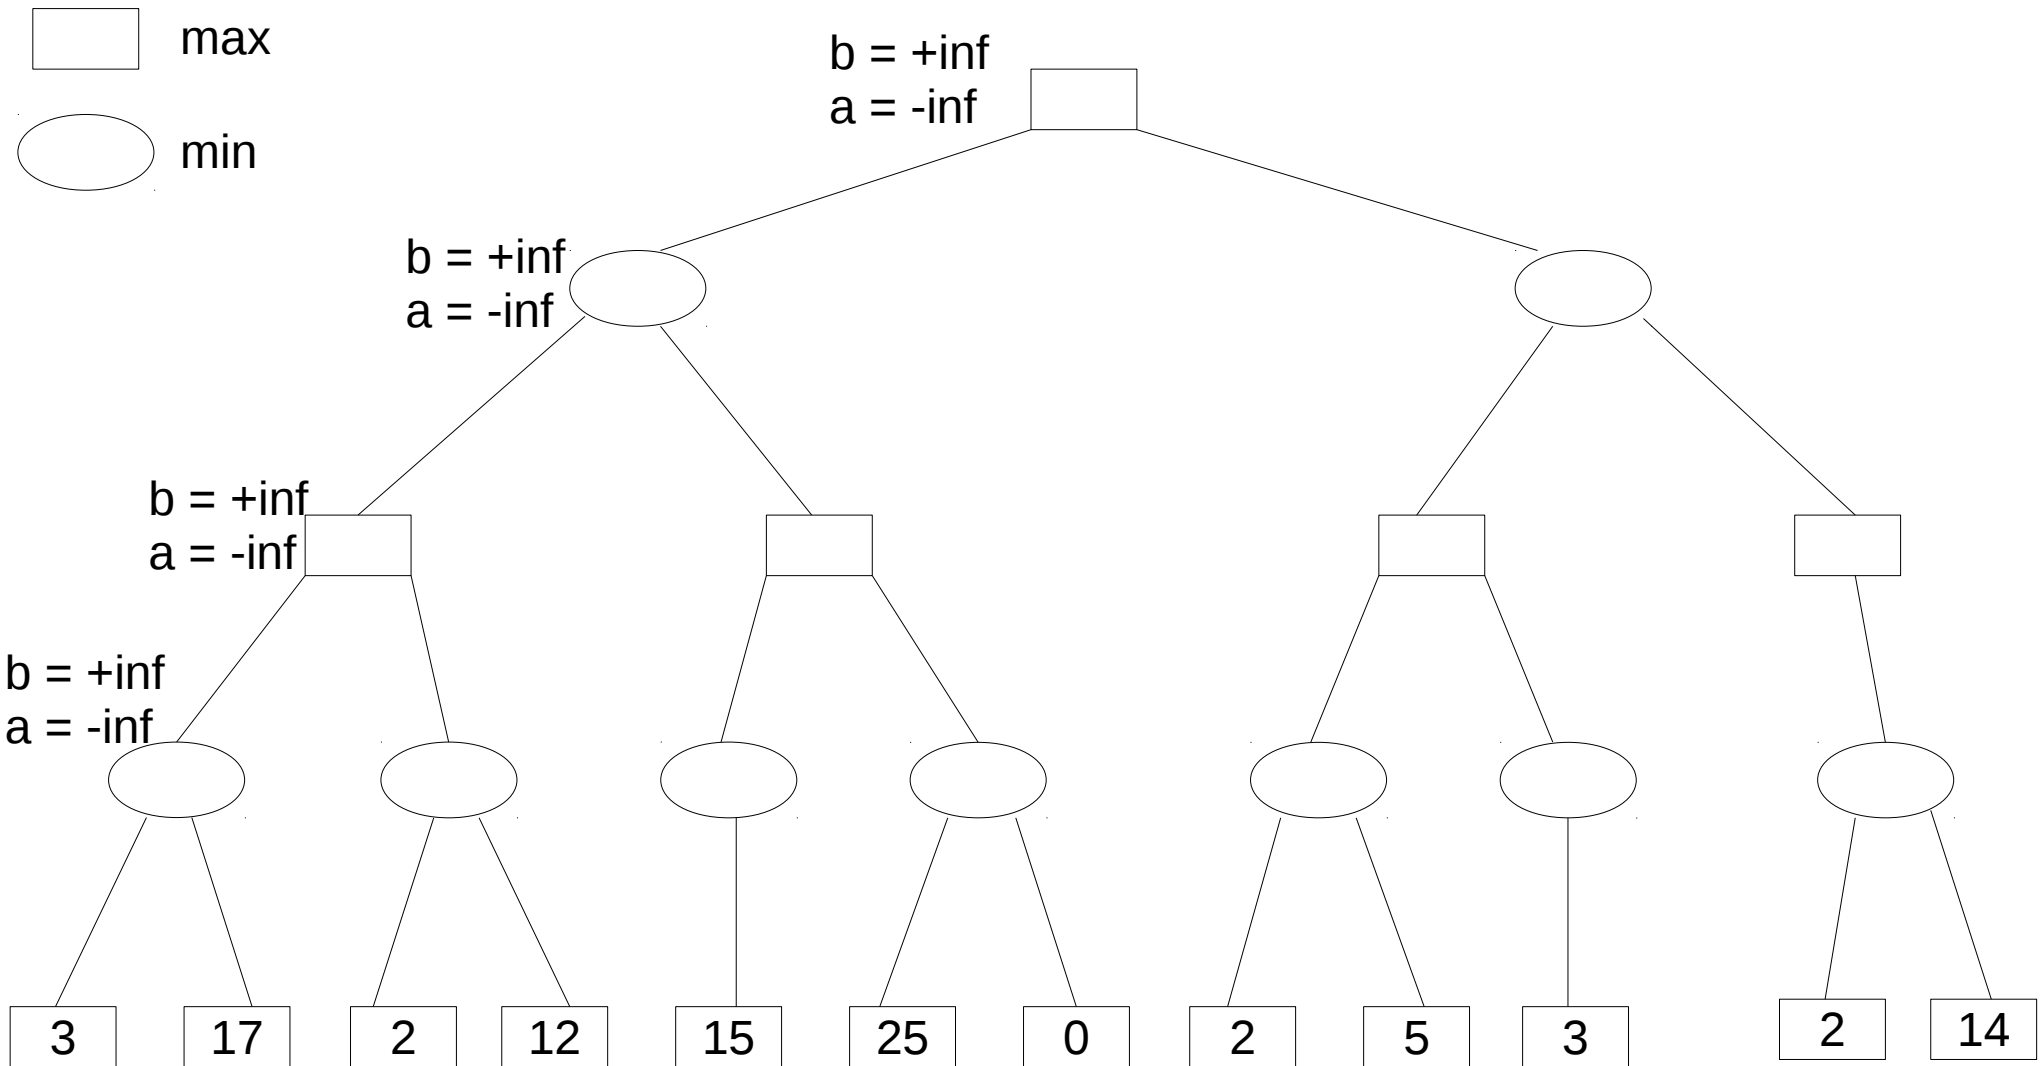 max
min
b = +inf
a = -inf
b = +inf
a = -inf
b = +inf
a = -inf
b = +inf
a = -inf
3 17 2 12 15 25 0 2 5 3 2 14